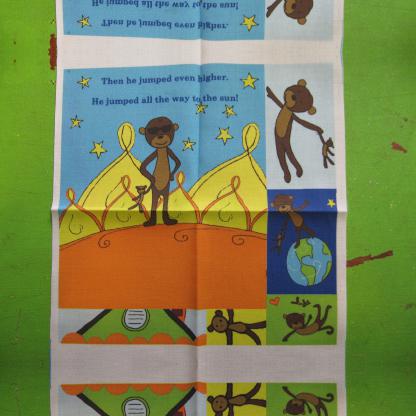 He jumped all the way to the sun!
Then he jumped even higher.
Then he jumped even higher.
He jumped all the way to the sun!